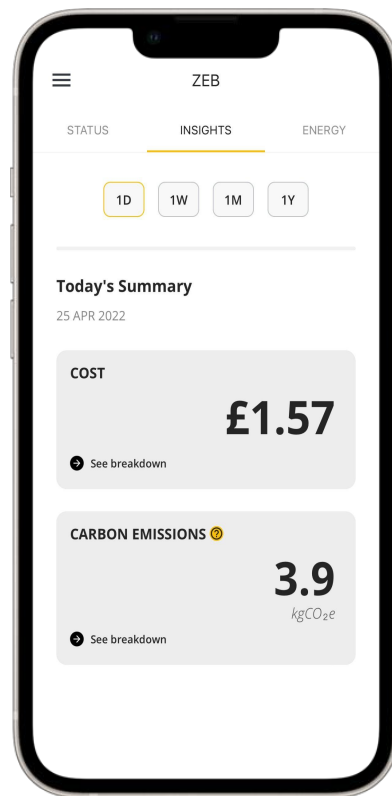 ZEB
STATUS INSIGHTS ENERGY
1D 1W 1M 1Y
Today's Summary
25 APR 2022
COST
£1.57
See breakdown
CARBON EMISSIONS ?
3.9
kgCO₂e
See breakdown